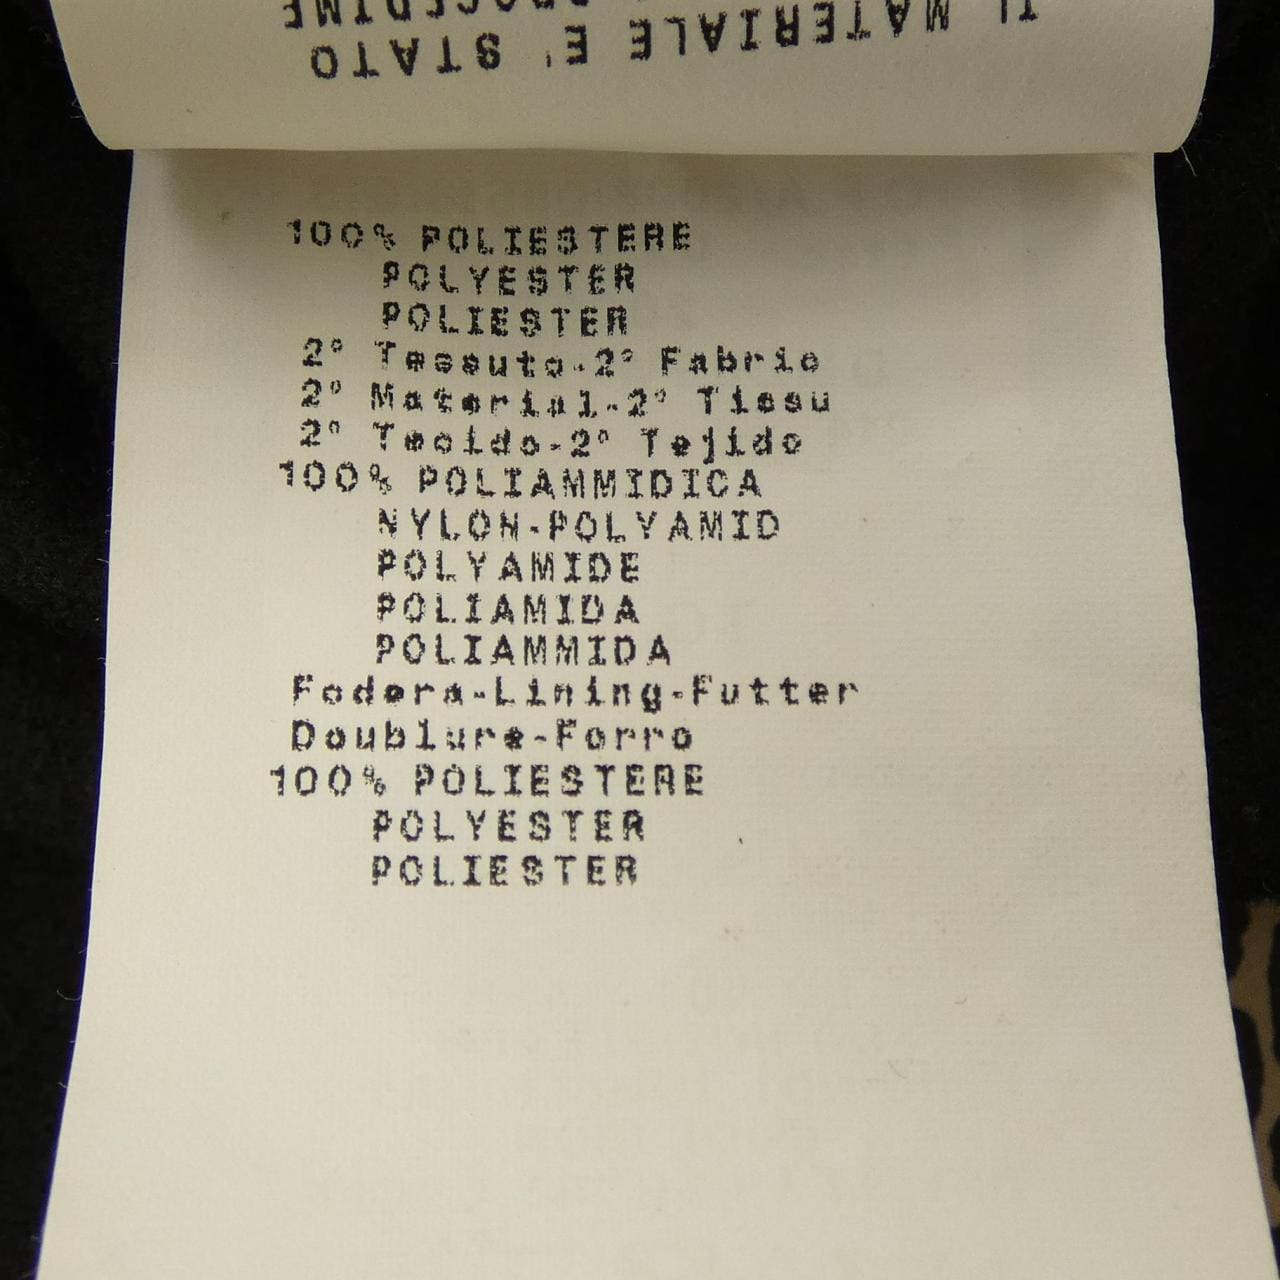 IL MATERIALE E' STATO
100% POLIESTERE
POLYESTER
POLIESTER
2° Tessuto-2° Fabric
2° Material-2° Tissu
2° Tecido-2° Tejido
100% POLIAMMIDICA
NYLON-POLYAMID
POLYAMIDE
POLIAMIDA
POLIAMMIDA
Fodera-Lining-Futter
Doublure-Forro
100% POLIESTERE
POLYESTER
POLIESTER